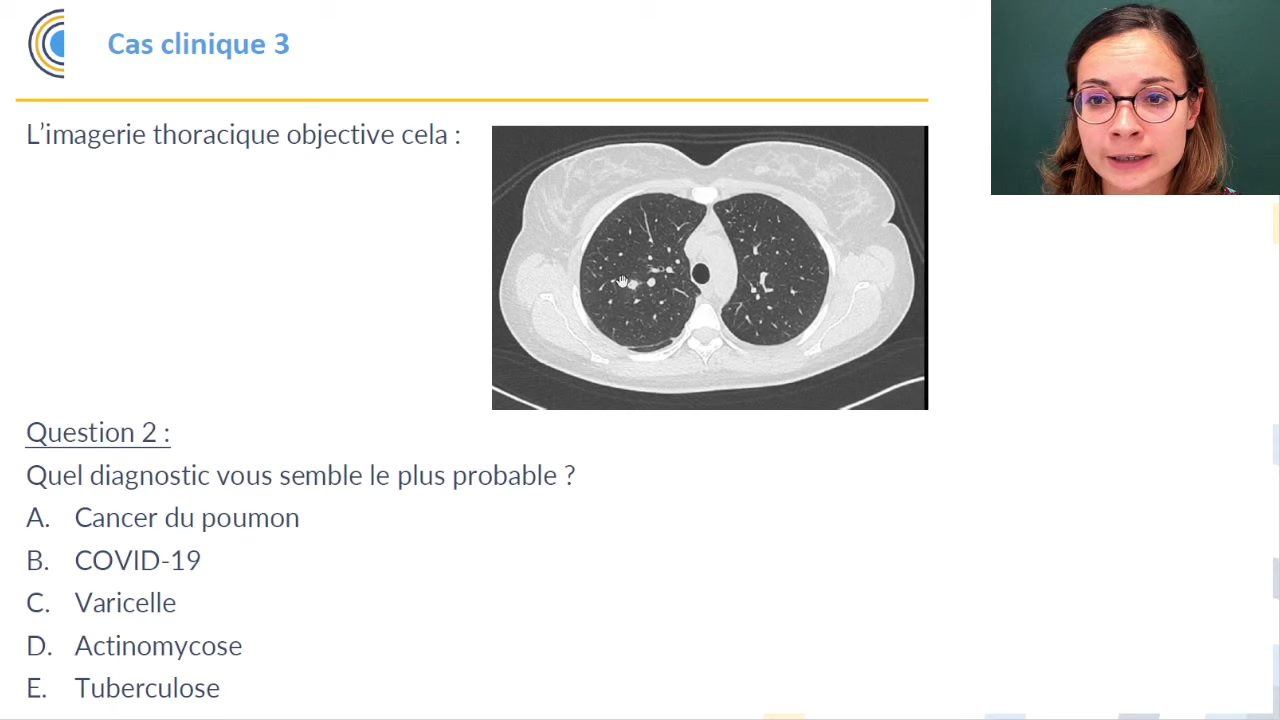 Cas clinique 3
L’imagerie thoracique objective cela :
Question 2 :
Quel diagnostic vous semble le plus probable ?
A. Cancer du poumon
B. COVID-19
C. Varicelle
D. Actinomycose
E. Tuberculose